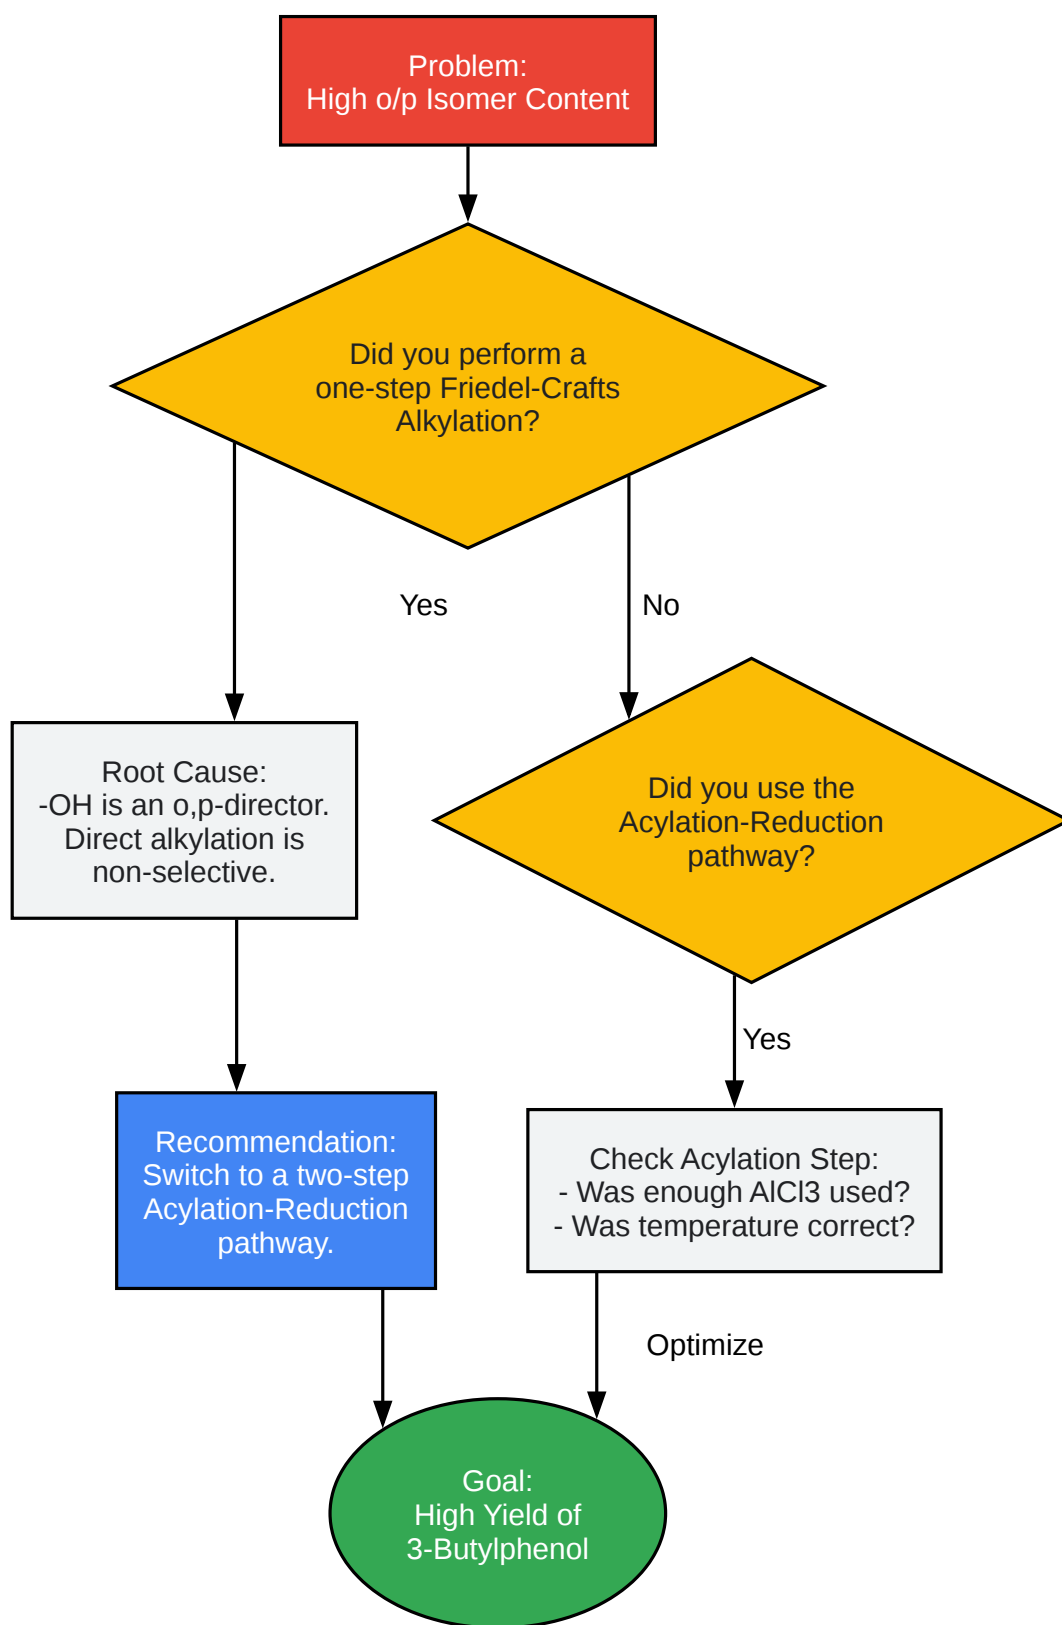 Problem:
High o/p Isomer Content
Did you perform a
one-step Friedel-Crafts
Alkylation?
Yes
No
Root Cause:
-OH is an o,p-director.
Direct alkylation is
non-selective.
Did you use the
Acylation-Reduction
pathway?
Yes
Recommendation:
Switch to a two-step
Acylation-Reduction
pathway.
Check Acylation Step:
- Was enough AlCl3 used?
- Was temperature correct?
Optimize
Goal:
High Yield of
3-Butylphenol